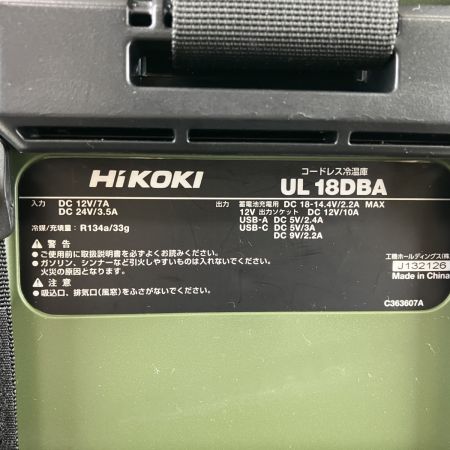 HiKOKI
コードレス冷温庫
UL 18DBA
入力 DC 12V/7A
DC 24V/3.5A
出力 蓄電池充電用 DC 18-14.4V/2.2A MAX
12V 出力ソケット DC 12V/10A
USB-A DC 5V/2.4A
USB-C DC 5V/3A
DC 9V/2.2A
冷媒/充填量: R134a/33g
⚠ 警告
●ご使用前に取扱説明書を必ずよくお読みください。
●ガソリン、シンナーなど引火しやすいものは入れないでください。
火災の原因となります。
⚠ 注意
●吸込口、排気口(風窓)をふさがないでください。
工機ホールディングス(株)
J132126
Made in China
C363607A